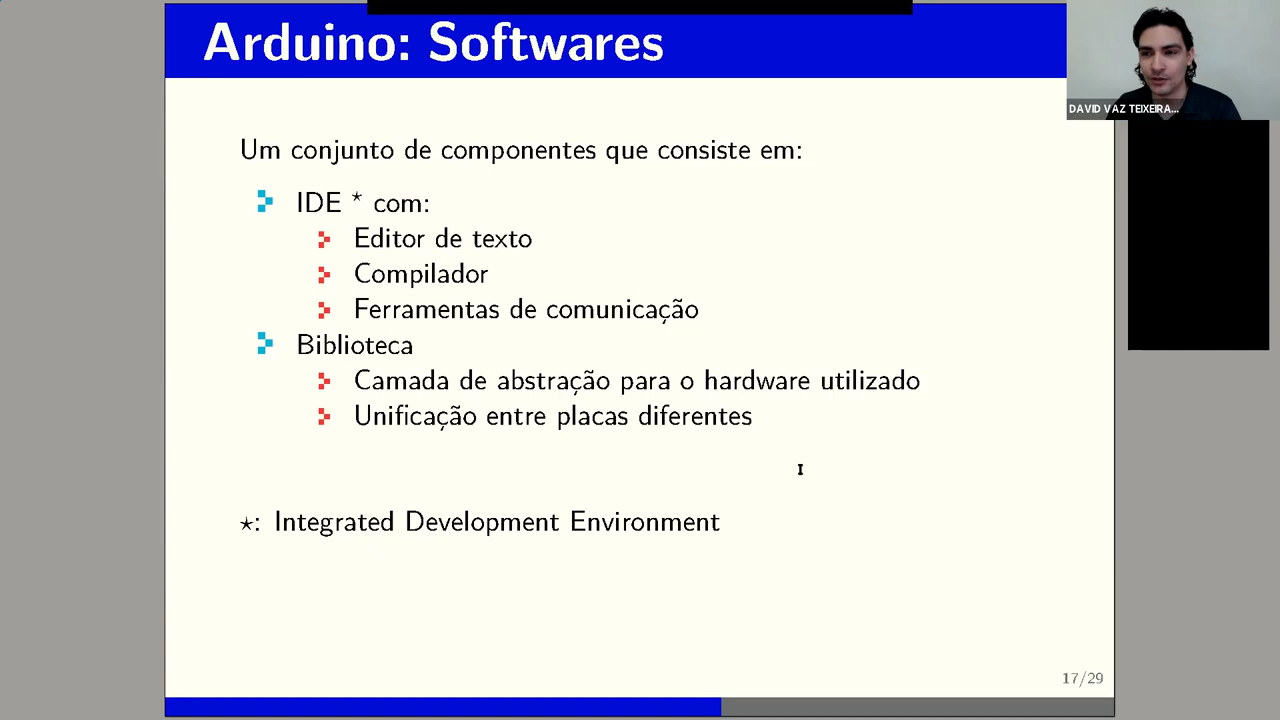 Arduino: Softwares
DAVID VAZ TEIXEIRA...
Um conjunto de componentes que consiste em:
IDE * com:
Editor de texto
Compilador
Ferramentas de comunicação
Biblioteca
Camada de abstração para o hardware utilizado
Unificação entre placas diferentes
⋆: Integrated Development Environment
17/29